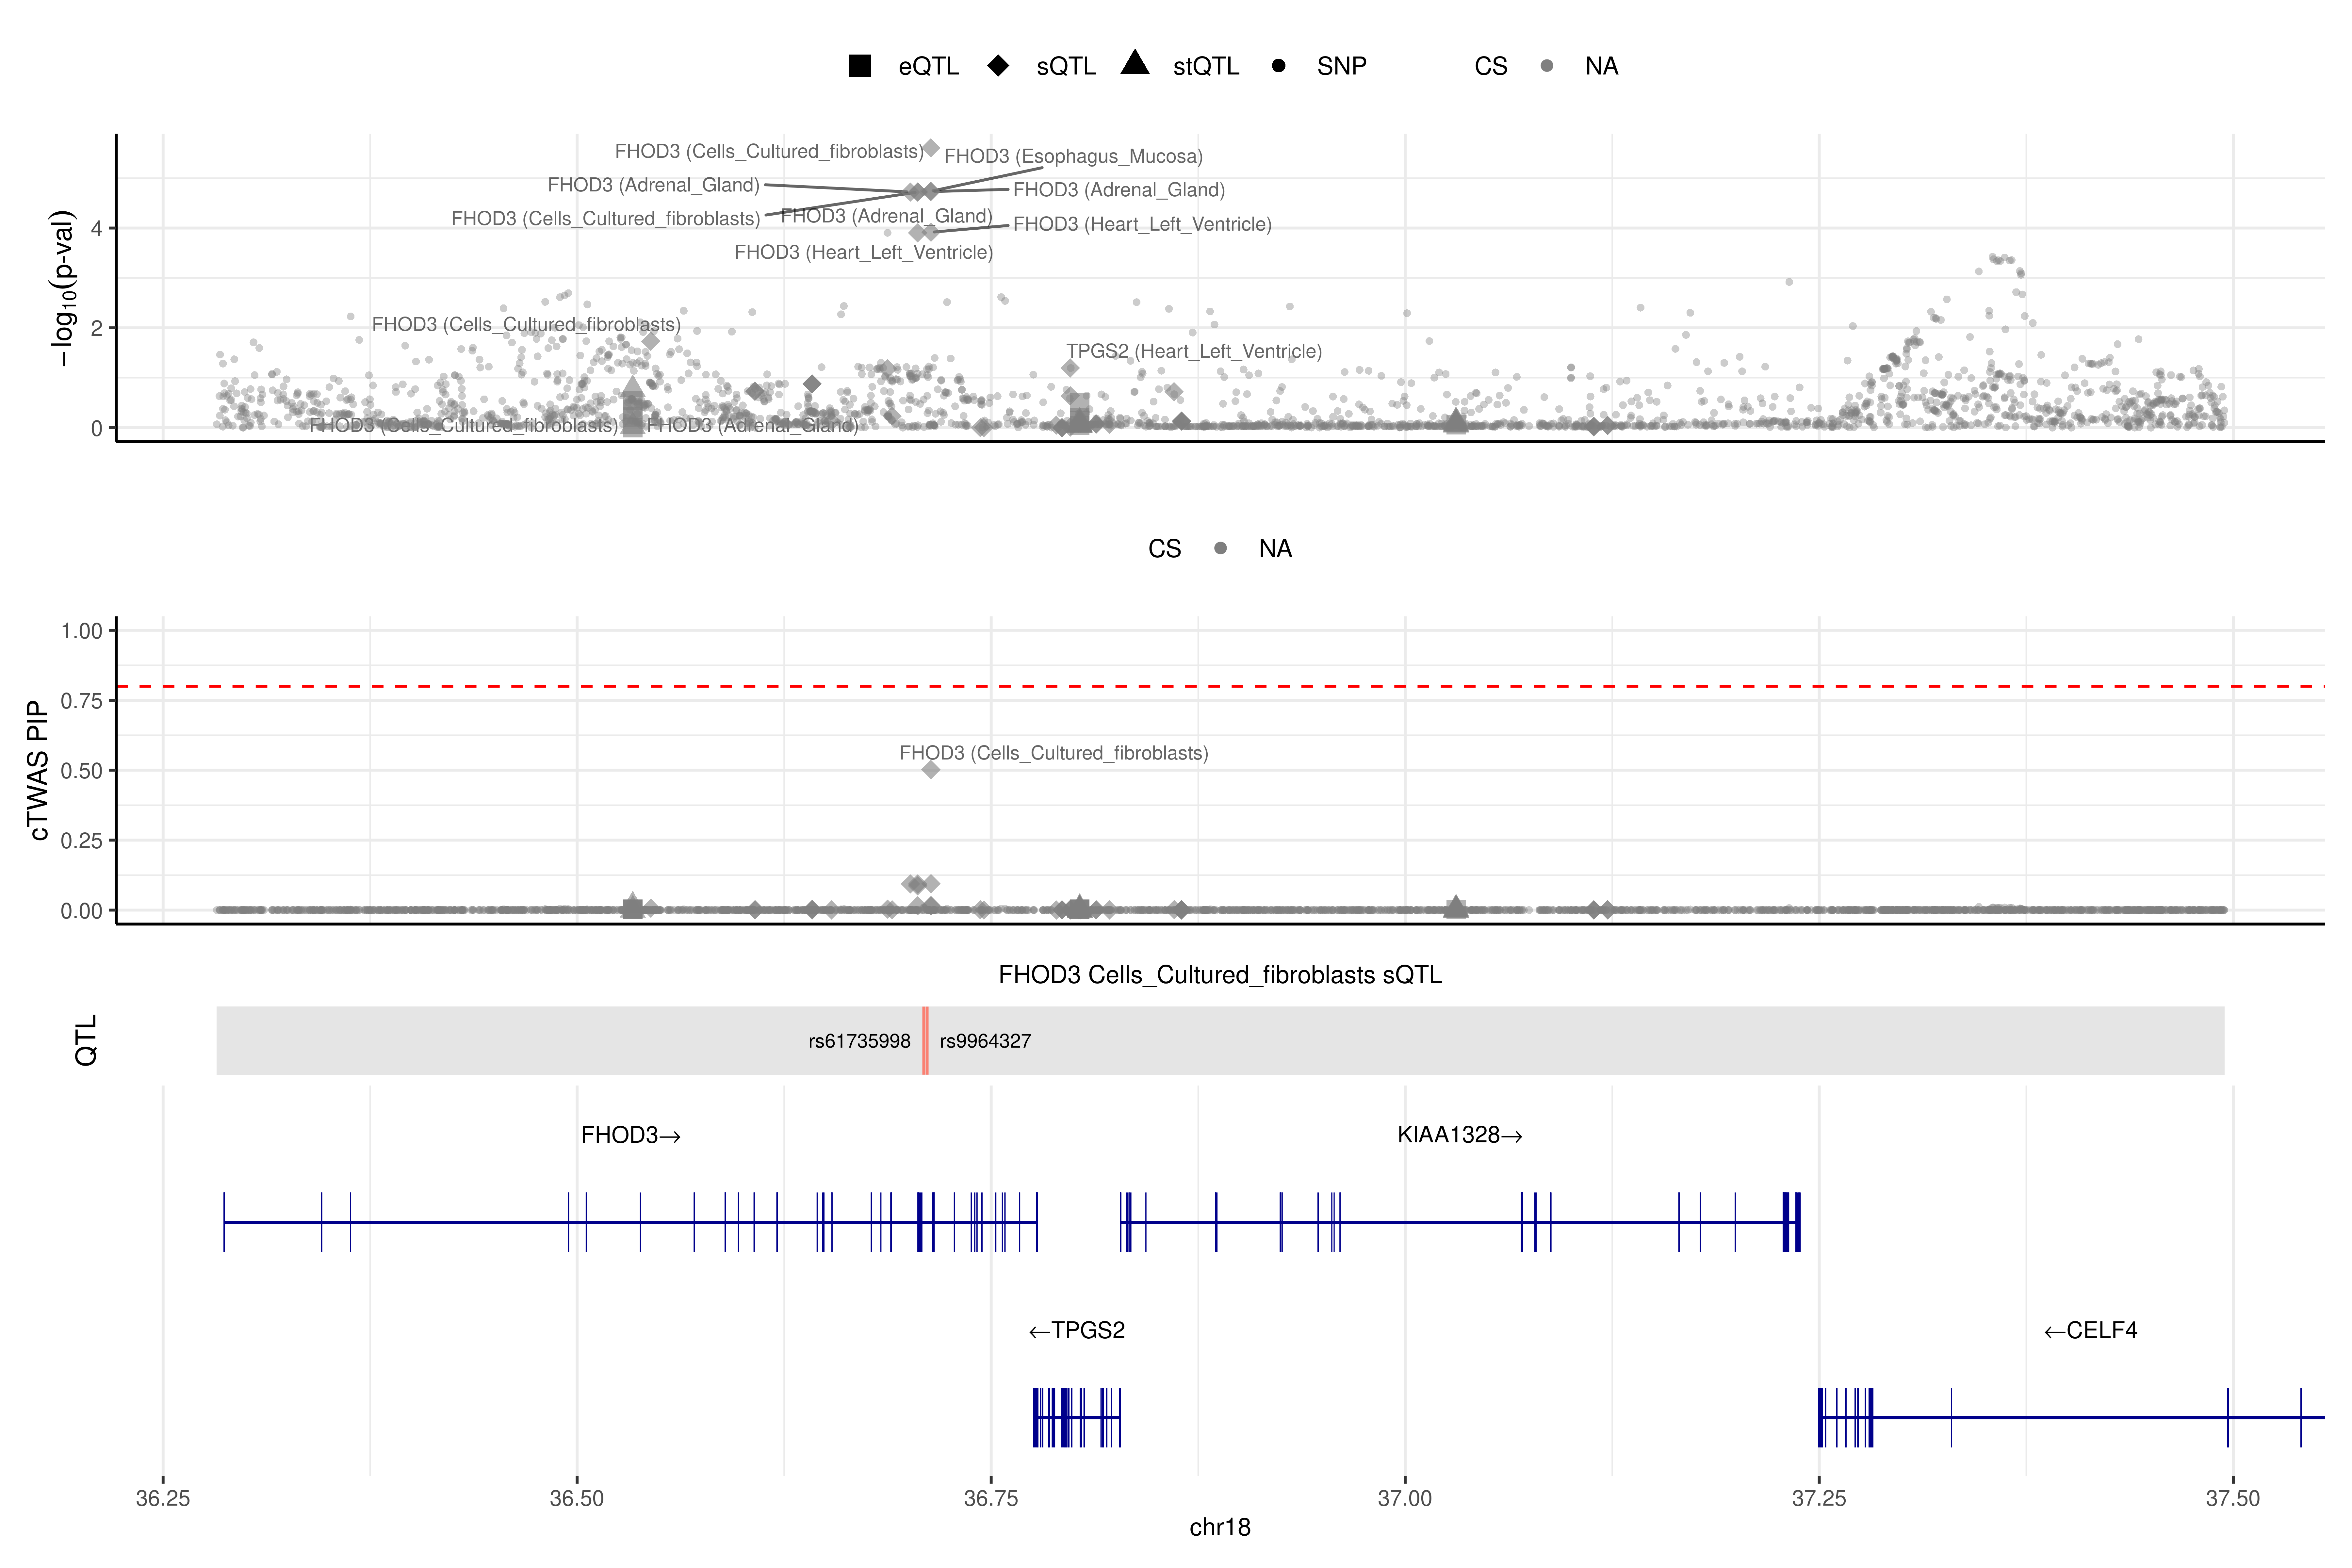 eQTL sQTL stQTL SNP CS NA
−log10(p-val)
4
2
0
FHOD3 (Cells_Cultured_fibroblasts)
FHOD3 (Esophagus_Mucosa)
FHOD3 (Adrenal_Gland)
FHOD3 (Adrenal_Gland)
FHOD3 (Cells_Cultured_fibroblasts)
FHOD3 (Adrenal_Gland)
FHOD3 (Heart_Left_Ventricle)
FHOD3 (Heart_Left_Ventricle)
FHOD3 (Cells_Cultured_fibroblasts)
TPGS2 (Heart_Left_Ventricle)
FHOD3 (Cells_Cultured_fibroblasts)
FHOD3 (Adrenal_Gland)
CS NA
cTWAS PIP
1.00
0.75
0.50
0.25
0.00
FHOD3 (Cells_Cultured_fibroblasts)
FHOD3 Cells_Cultured_fibroblasts sQTL
QTL
rs61735998 rs9964327
FHOD3→ KIAA1328→
←TPGS2 ←CELF4
36.25 36.50 36.75 37.00 37.25 37.50
chr18